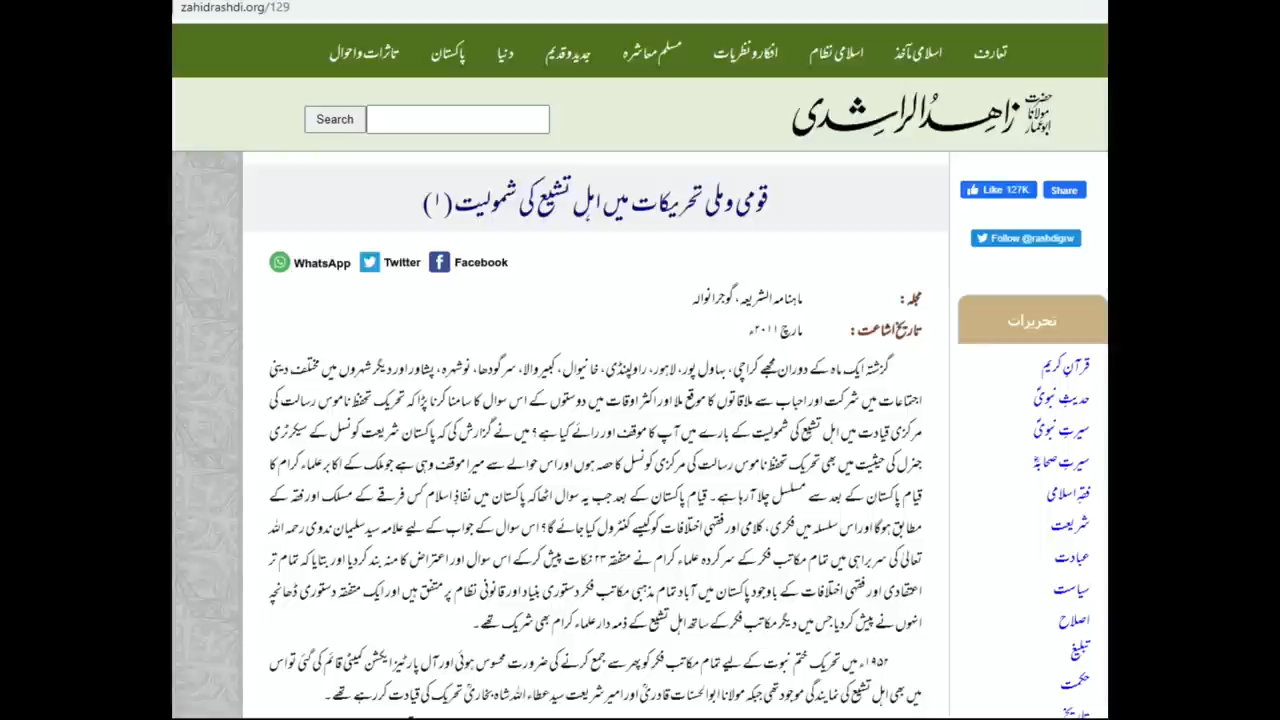 zahidrashdi.org/129
تعارف اسلامی مآخذ اسلامی نظام افکار و نظریات مسلم معاشرہ جدید و قدیم دنیا پاکستان تاثرات و احوال
حضرت مولانا ابوعمار زاھد الراشدی
Search
قومی و ملی تحریکات میں اہل تشیع کی شمولیت (۱)
Like 127K Share
Follow @rashdigrw
WhatsApp Twitter Facebook
مجلہ: ماہنامہ الشریعہ، گوجرانوالہ
تاریخ اشاعت: مارچ ۲۰۱۱ء
گزشتہ ایک ماہ کے دوران مجھے کراچی، بہاول پور، لاہور، راولپنڈی، خانیوال، کبیر والا، سرگودھا، نوشہرہ، پشاور اور دیگر شہروں میں مختلف دینی
اجتماعات میں شرکت اور احباب سے ملاقاتوں کا موقع ملا اور اکثر اوقات میں دوستوں کے اس سوال کا سامنا کرنا پڑا کہ تحریک تحفظ ناموس رسالت کی
مرکزی قیادت میں اہل تشیع کی شمولیت کے بارے میں آپ کا موقف اور رائے کیا ہے؟ میں نے گزارش کی کہ پاکستان شریعت کونسل کے سیکرٹری
جنرل کی حیثیت میں بھی تحریک تحفظ ناموس رسالت کی مرکزی کونسل کا حصہ ہوں اور اس حوالے سے میرا موقف وہی ہے جو ملک کے اکابر علماء کرام کا
قیام پاکستان کے بعد سے مسلسل چلا آ رہا ہے۔ قیام پاکستان کے بعد جب یہ سوال اٹھا کہ پاکستان میں نفاذ اسلام کس فرقے کے مسلک اور فقہ کے
مطابق ہوگا اور اس سلسلہ میں فکری، کلامی اور فقہی اختلافات کو کیسے کنٹرول کیا جائے گا؟ اس سوال کے جواب کے لیے علامہ سید سلیمان ندوی رحمہ اللہ
تعالیٰ کی سربراہی میں تمام مکاتب فکر کے سرکردہ علماء کرام نے متفقہ ۲۳ نکات پیش کر کے اس سوال اور اعتراض کا منہ بند کر دیا اور بتایا کہ تمام تر
اعتقادی اور فقہی اختلافات کے باوجود پاکستان میں آباد تمام مذہبی مکاتب فکر دستوری بنیاد اور قانونی نظام پر متفق ہیں اور ایک متفقہ دستوری ڈھانچہ
انہوں نے پیش کر دیا جس میں دیگر مکاتب فکر کے ساتھ اہل تشیع کے ذمہ دار علماء کرام بھی شریک تھے۔
۱۹۵۲ء میں تحریک ختم نبوت کے لیے تمام مکاتب فکر کو پھر سے جمع کرنے کی ضرورت محسوس ہوئی اور آل پارٹیز ایکشن کمیٹی قائم کی گئی تو اس
میں بھی اہل تشیع کی نمایندگی موجود تھی جبکہ مولانا ابوالحسنات قادریؒ اور امیر شریعت سید عطاء اللہ شاہ بخاریؒ تحریک کی قیادت کر رہے تھے۔
تحریرات
قرآن کریم
حدیث نبویؐ
سیرت نبویؐ
سیرت صحابہؓ
فقہ اسلامی
شریعت
عبادت
سیاست
اصلاح
تبلیغ
حکمت
تاریخ